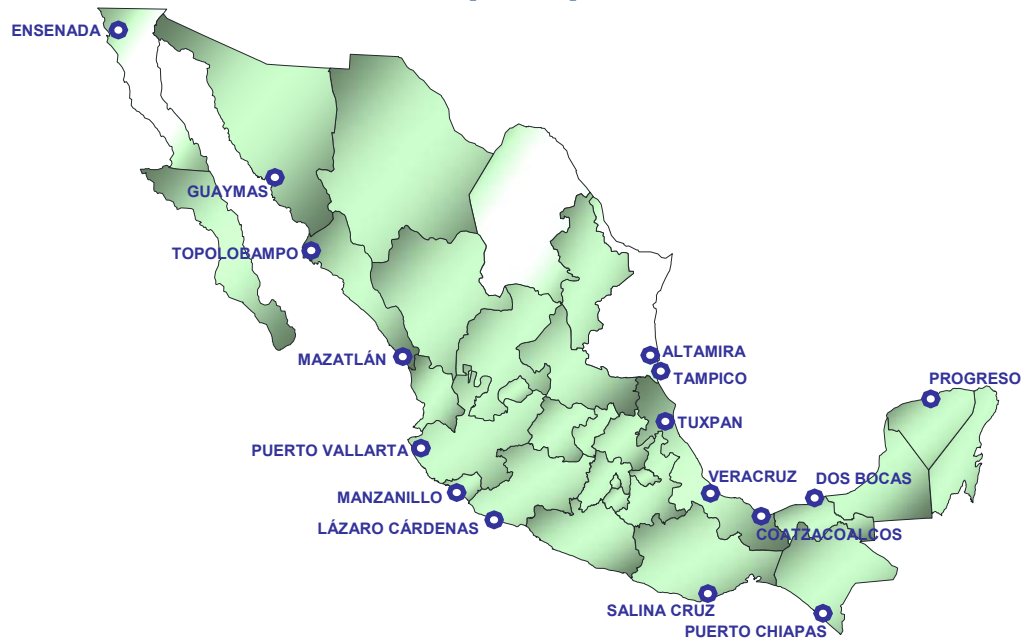 ENSENADA
GUAYMAS
TOPOLOBAMPO
ALTAMIRA
MAZATLÁN
TAMPICO
PROGRESO
TUXPAN
PUERTO VALLARTA
VERACRUZ
DOS BOCAS
MANZANILLO
LÁZARO CÁRDENAS
COATZACOALCOS
SALINA CRUZ
PUERTO CHIAPAS